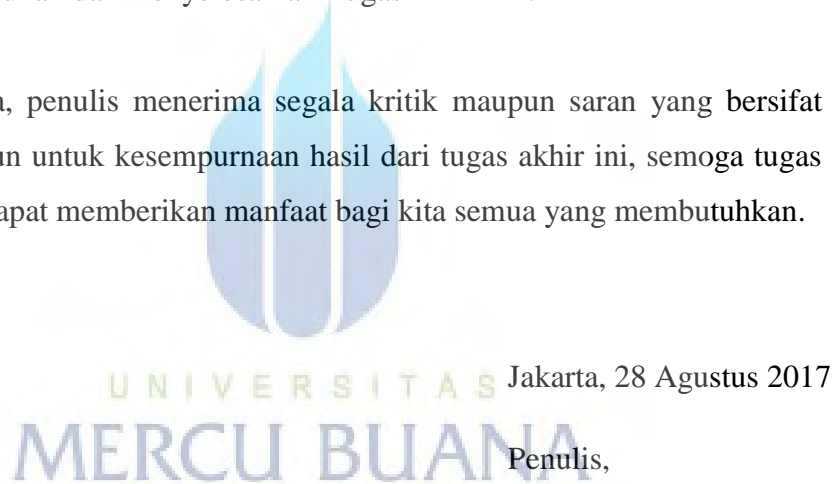 a, penulis menerima segala kritik maupun saran yang bersifat
un untuk kesempurnaan hasil dari tugas akhir ini, semoga tugas
apat memberikan manfaat bagi kita semua yang membutuhkan.
Jakarta, 28 Agustus 2017
UNIVERSITAS
MERCU BUANA
Penulis,